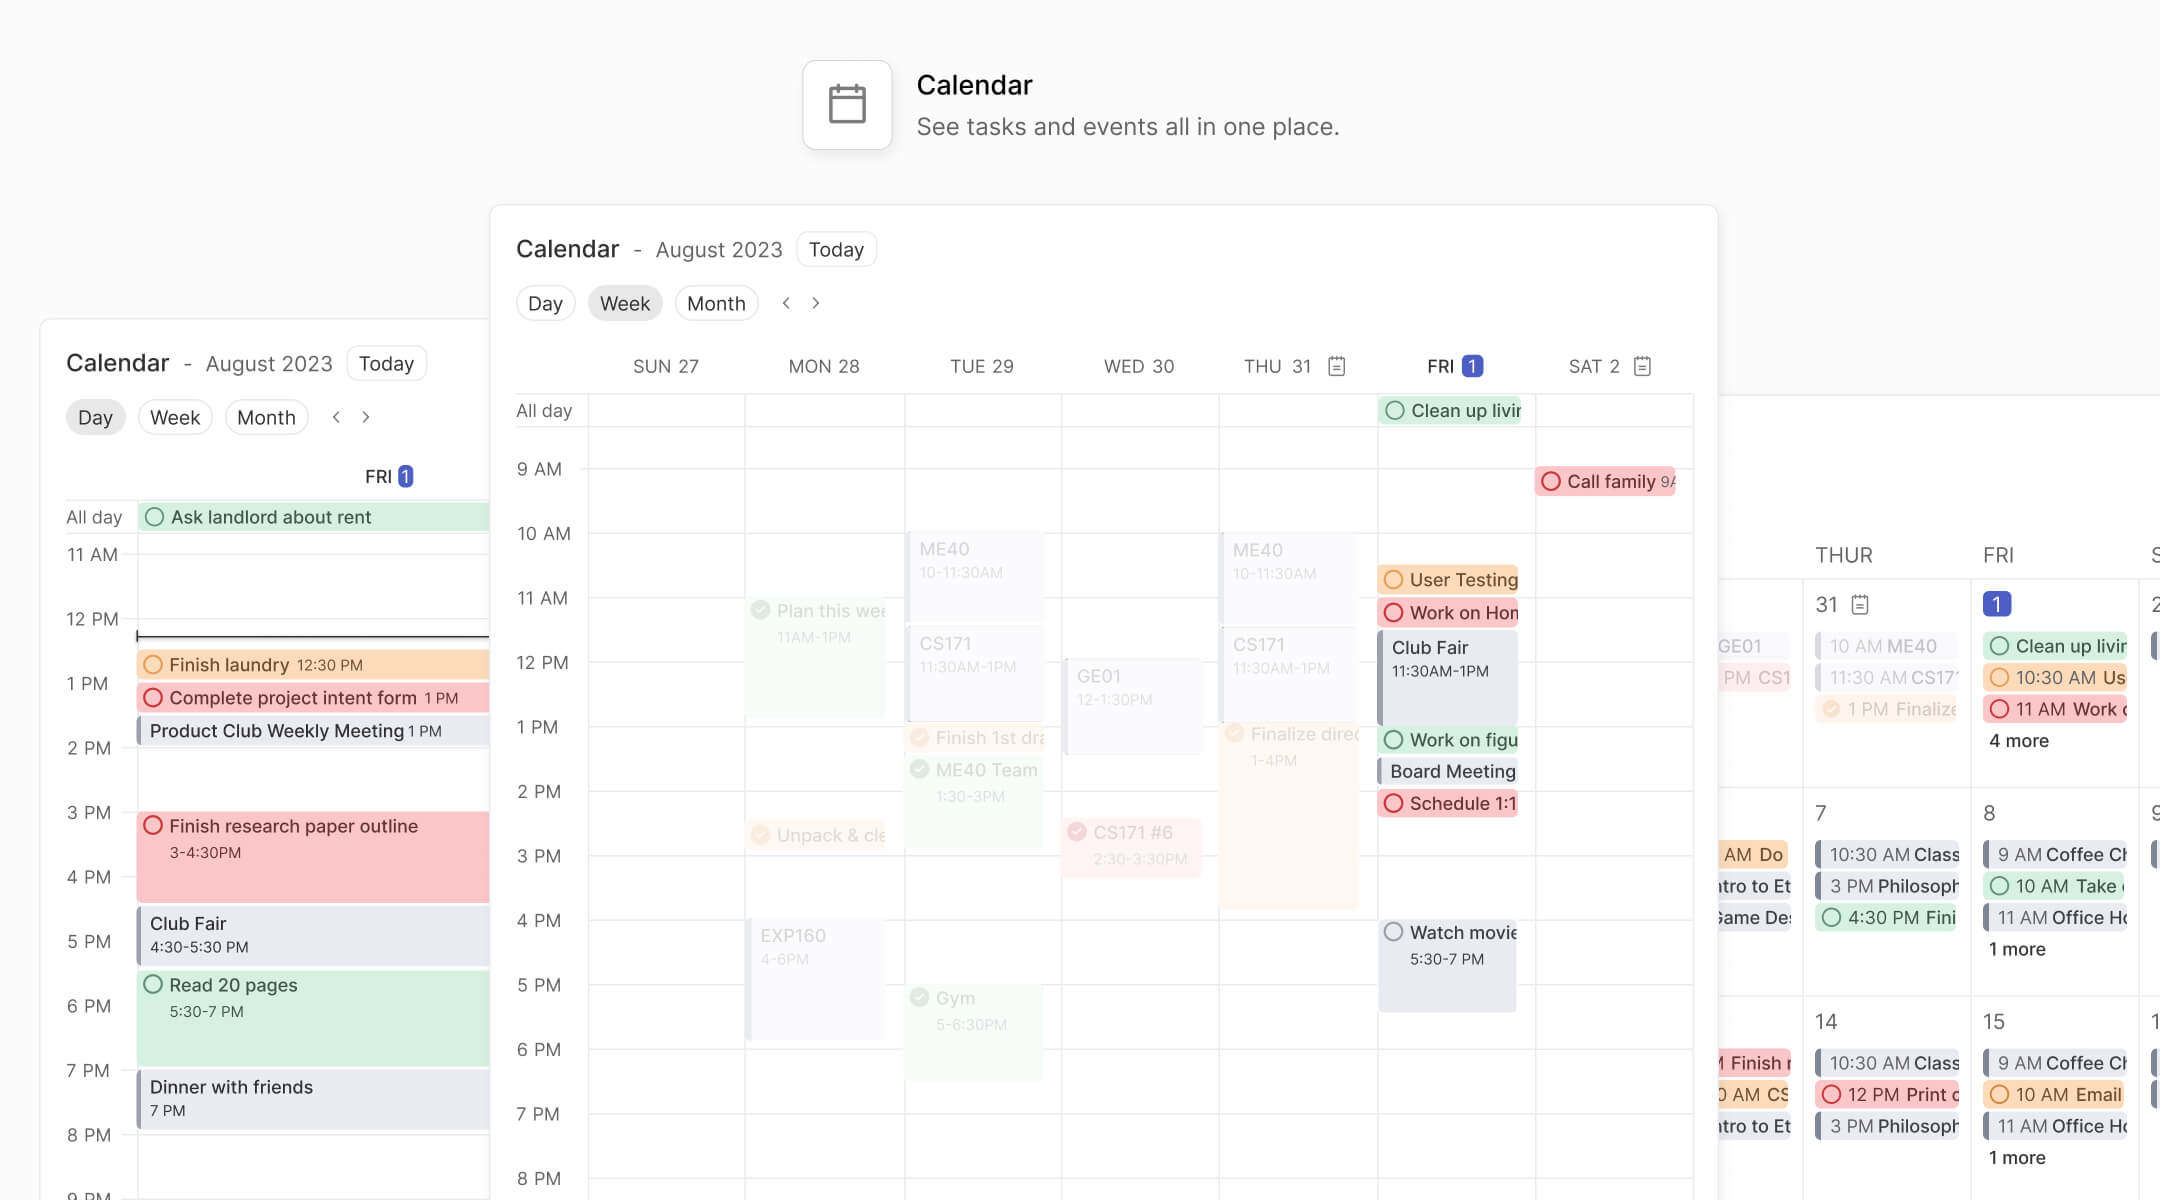 Calendar
See tasks and events all in one place.
Calendar - August 2023 Today
Day Week Month
FRI 1
All day Ask landlord about rent
11 AM
12 PM
Finish laundry 12:30 PM
1 PM
Complete project intent form 1 PM
Product Club Weekly Meeting 1 PM
2 PM
3 PM
Finish research paper outline
3-4:30PM
4 PM
Club Fair
4:30-5:30 PM
5 PM
Read 20 pages
5:30-7 PM
6 PM
7 PM
Dinner with friends
7 PM
8 PM
9 PM
Calendar - August 2023 Today
Day Week Month
SUN 27 MON 28 TUE 29 WED 30 THU 31 FRI 1 SAT 2
All day
9 AM
10 AM
11 AM
12 PM
1 PM
2 PM
3 PM
4 PM
5 PM
6 PM
7 PM
8 PM
Plan this wee
11AM-1PM
Unpack & cle
EXP160
4-6PM
ME40
10-11:30AM
CS171
11:30AM-1PM
Finish 1st dra
ME40 Team
1:30-3PM
Gym
5-6:30PM
GE01
12-1:30PM
CS171 #6
2:30-3:30PM
ME40
10-11:30AM
CS171
11:30AM-1PM
Finalize direc
1-4PM
Clean up livin
User Testing
Work on Hom
Club Fair
11:30AM-1PM
Work on figu
Board Meeting
Schedule 1:1
Watch movie
5:30-7 PM
Call family 9A
THUR FRI S
GE01
PM CS1
AM Do
ntro to Et
Game Des
M Finish r
0 AM CS
ntro to Et
31
10 AM ME40
11:30 AM CS171
1 PM Finalize
7
10:30 AM Class
3 PM Philosoph
4:30 PM Fini
14
10:30 AM Class
12 PM Print c
3 PM Philosoph
1
Clean up livin
10:30 AM Us
11 AM Work o
4 more
8
9 AM Coffee Ch
10 AM Take
11 AM Office Ho
1 more
15
9 AM Coffee Ch
10 AM Email
11 AM Office Ho
1 more
2
9
1